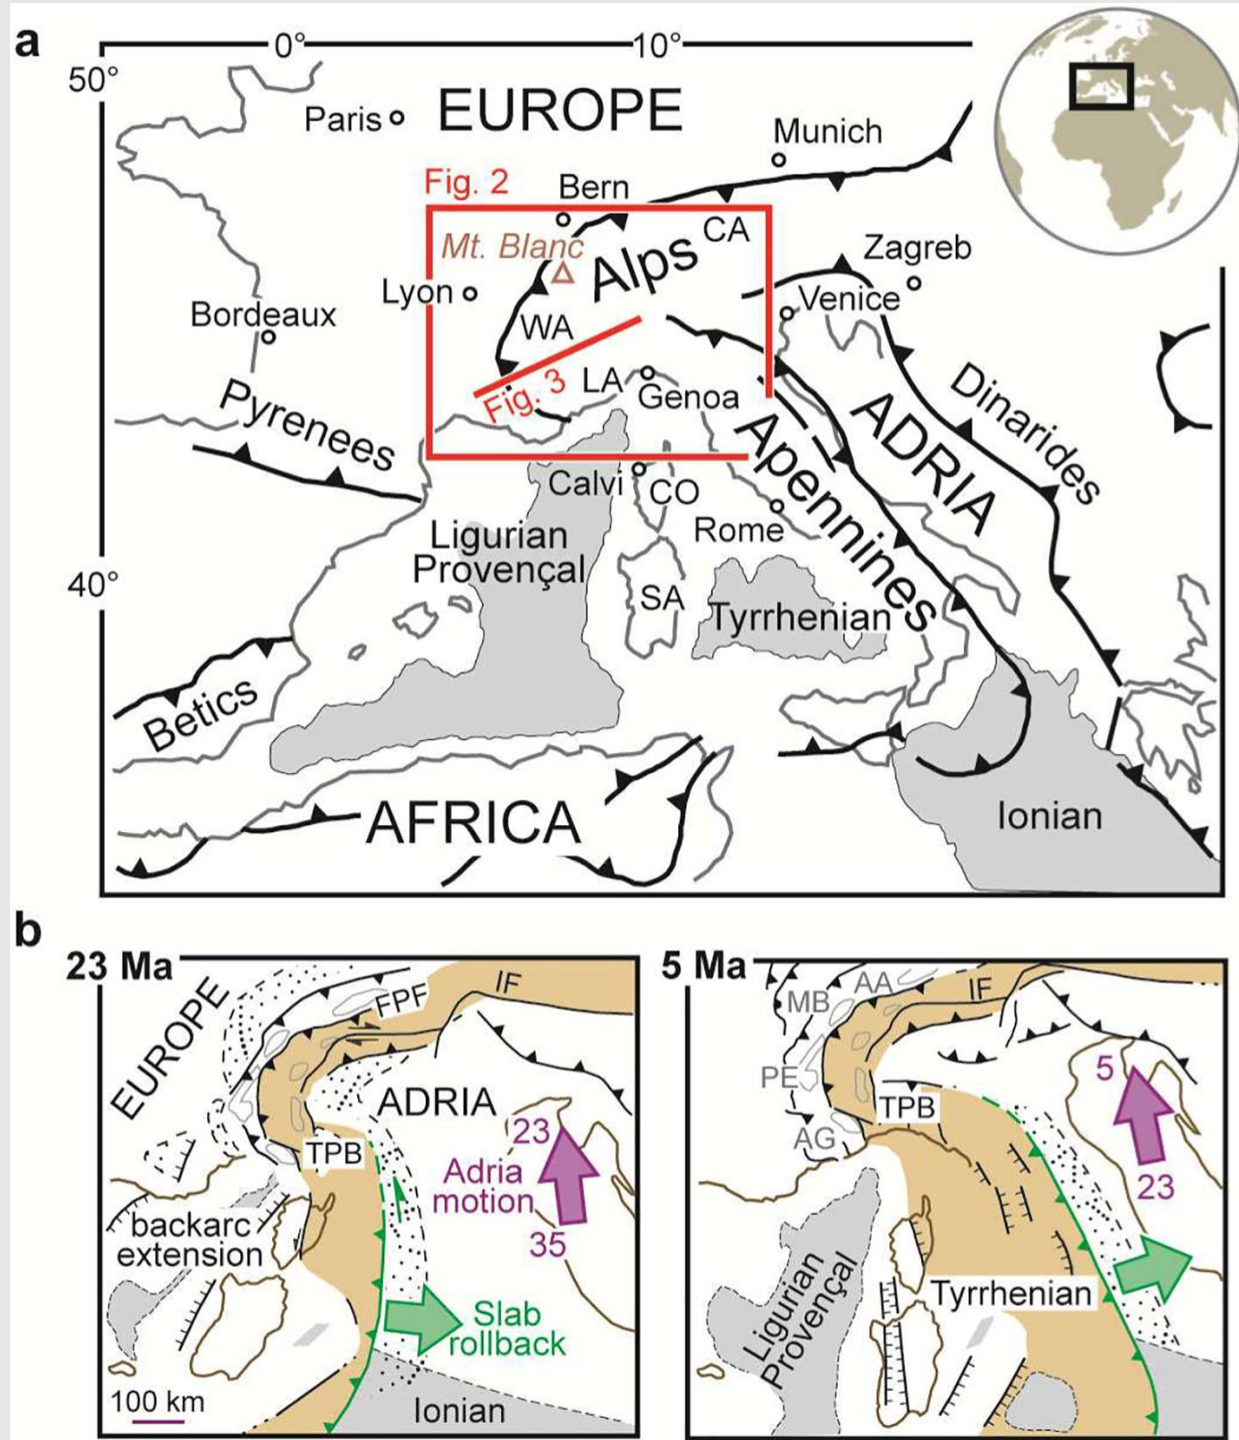 a
0°
10°
50°
Paris
EUROPE
Munich
Fig. 2
Bern
CA
Mt. Blanc
Alps
Zagreb
Lyon
Venice
Bordeaux
WA
Fig. 3
LA
Genoa
Pyrenees
Dinarides
ADRIA
Apennines
Calvi
CO
Rome
Ligurian
Provençal
40°
SA
Tyrrhenian
Betics
AFRICA
Ionian
b
23 Ma
EUROPE
FPF
IF
ADRIA
TPB
23
Adria
motion
35
backarc
extension
Slab
rollback
100 km
Ionian
5 Ma
AA
MB
IF
PE
5
TPB
AG
23
Ligurian
Provençal
Tyrrhenian